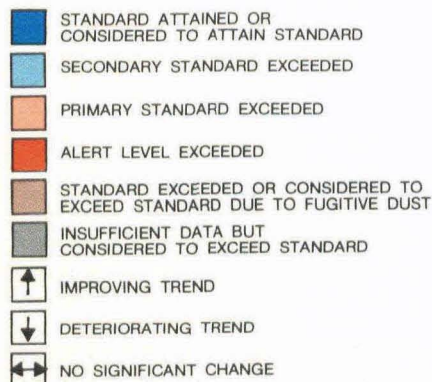 STANDARD ATTAINED OR
CONSIDERED TO ATTAIN STANDARD
SECONDARY STANDARD EXCEEDED
PRIMARY STANDARD EXCEEDED
ALERT LEVEL EXCEEDED
STANDARD EXCEEDED OR CONSIDERED TO
EXCEED STANDARD DUE TO FUGITIVE DUST
INSUFFICIENT DATA BUT
CONSIDERED TO EXCEED STANDARD
IMPROVING TREND
DETERIORATING TREND
NO SIGNIFICANT CHANGE